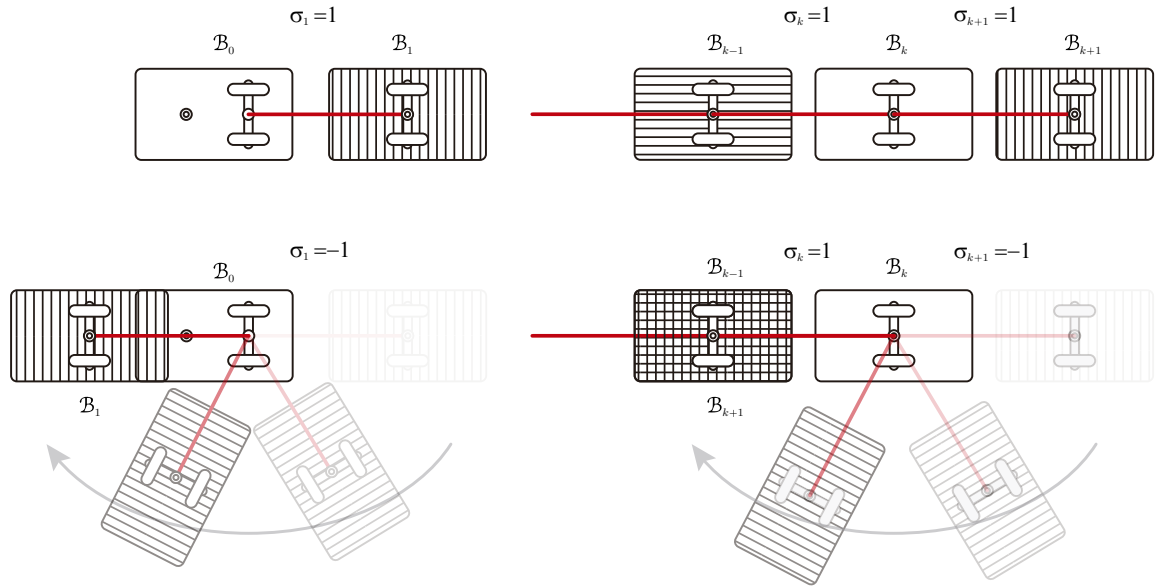 σ₁=1 σₖ=1 σₖ₊₁=1
ℬ₀ ℬ₁ ℬₖ₋₁ ℬₖ ℬₖ₊₁
σ₁=−1 σₖ=1 σₖ₊₁=−1
ℬ₀ ℬₖ₋₁ ℬₖ
ℬ₁ ℬₖ₊₁